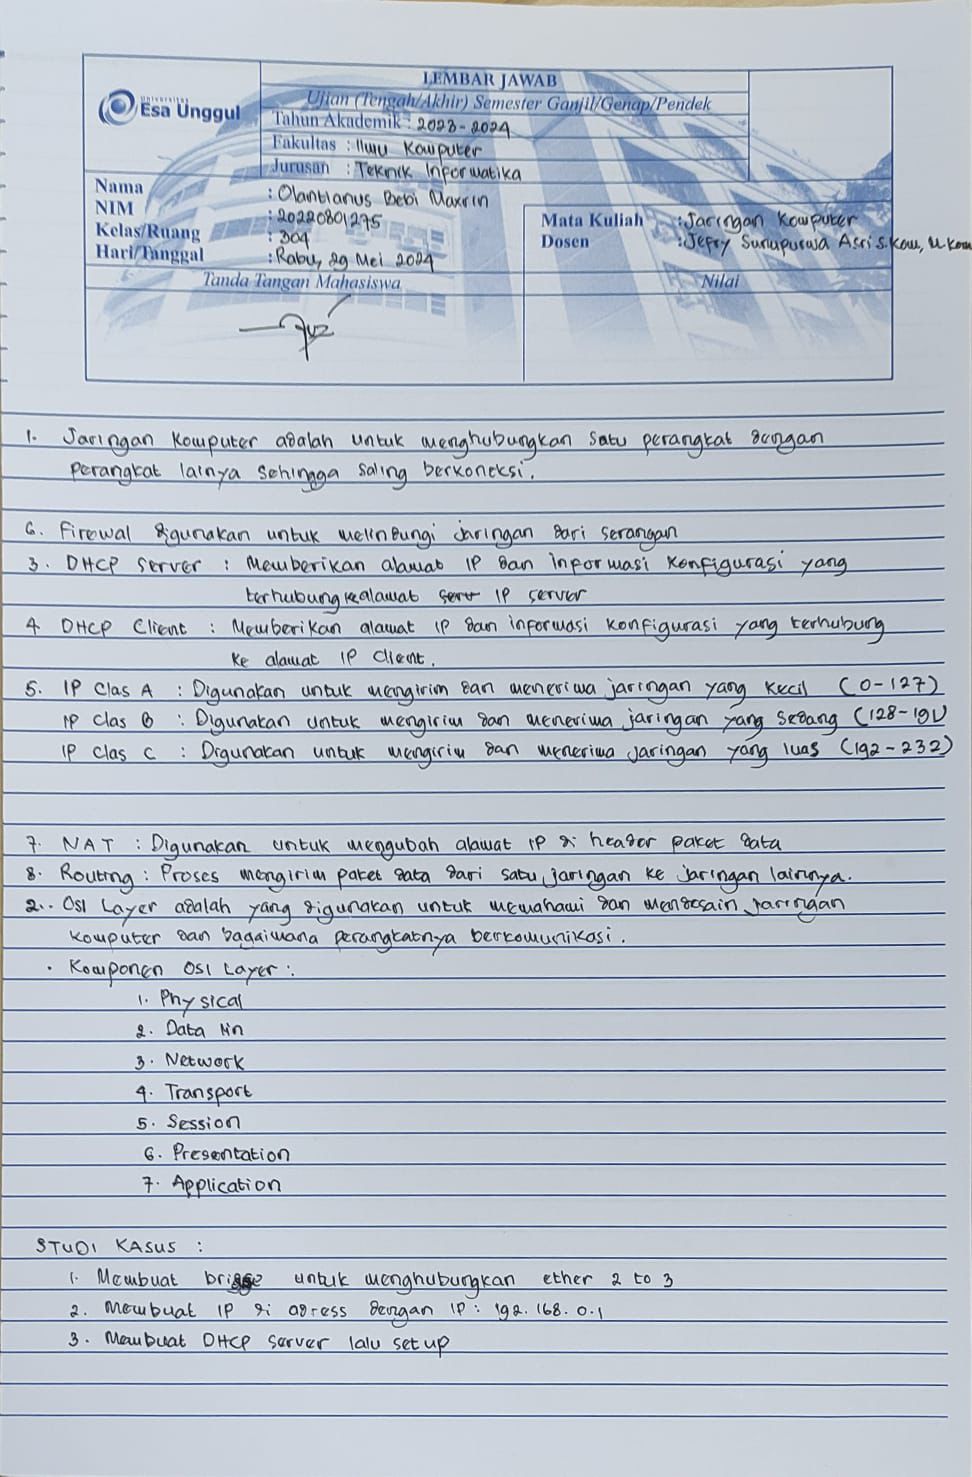 LEMBAR JAWAB
Universitas
Esa Unggul
Ujian (Tengah/Akhir) Semester Ganjil/Genap/Pendek
Tahun Akademik : 2023-2024
Fakultas : Ilmu Komputer
Jurusan : Teknik Informatika
Nama : Olantianus Bebi Maxrin
NIM : 20220801295
Kelas/Ruang : 304
Hari/Tanggal : Rabu, 29 Mei 2024
Mata Kuliah : Jaringan Komputer
Dosen : Jefry Sunupurwa Asri S.Kom, M.Kom
Tanda Tangan Mahasiswa
Nilai
1. Jaringan Komputer adalah untuk menghubungkan satu perangkat dengan
perangkat lainya sehingga saling berkoneksi.
6. Firewal digunakan untuk melindungi jaringan dari serangan
3. DHCP Server : Memberikan alamat IP dan informasi konfigurasi yang
terhubung kealamat IP server
4. DHCP Client : Memberikan alamat IP dan informasi konfigurasi yang terhubung
ke alamat IP Client.
5. IP Clas A : Digunakan untuk mengirim dan menerima jaringan yang kecil (0-127)
IP Clas B : Digunakan untuk mengirim dan menerima jaringan yang sedang (128-191)
IP Clas C : Digunakan untuk mengirim dan menerima jaringan yang luas (192-232)
7. NAT : Digunakan untuk mengubah alamat IP di header paket data
8. Routing : Proses mengirim paket data dari satu jaringan ke jaringan lainnya.
2.. OSI Layer adalah yang digunakan untuk memahami dan mendesain jaringan
komputer dan bagaimana perangkatnya berkomunikasi.
• Komponen OSI Layer :
1. Physical
2. Data lin
3. Network
4. Transport
5. Session
6. Presentation
7. Application
STUDI KASUS :
1. Membuat bridge untuk menghubungkan ether 2 to 3
2. Membuat IP di adress dengan IP : 192.168.0.1
3. Membuat DHCP server lalu set up